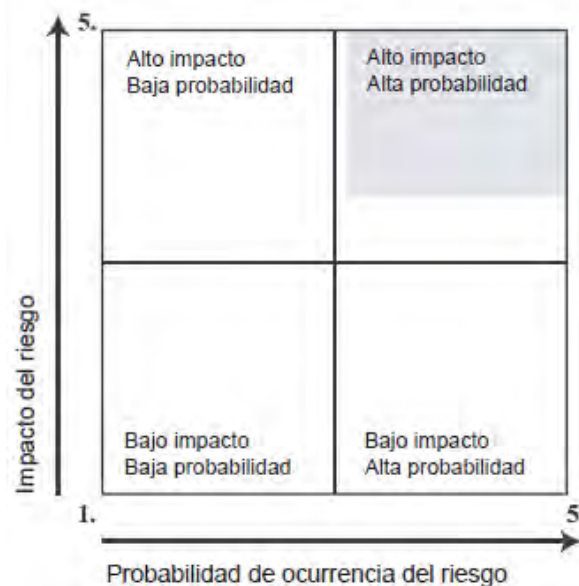 5.
Alto impacto
Baja probabilidad
Alto impacto
Alta probabilidad
Impacto del riesgo
Bajo impacto
Baja probabilidad
Bajo impacto
Alta probabilidad
1.
5
Probabilidad de ocurrencia del riesgo